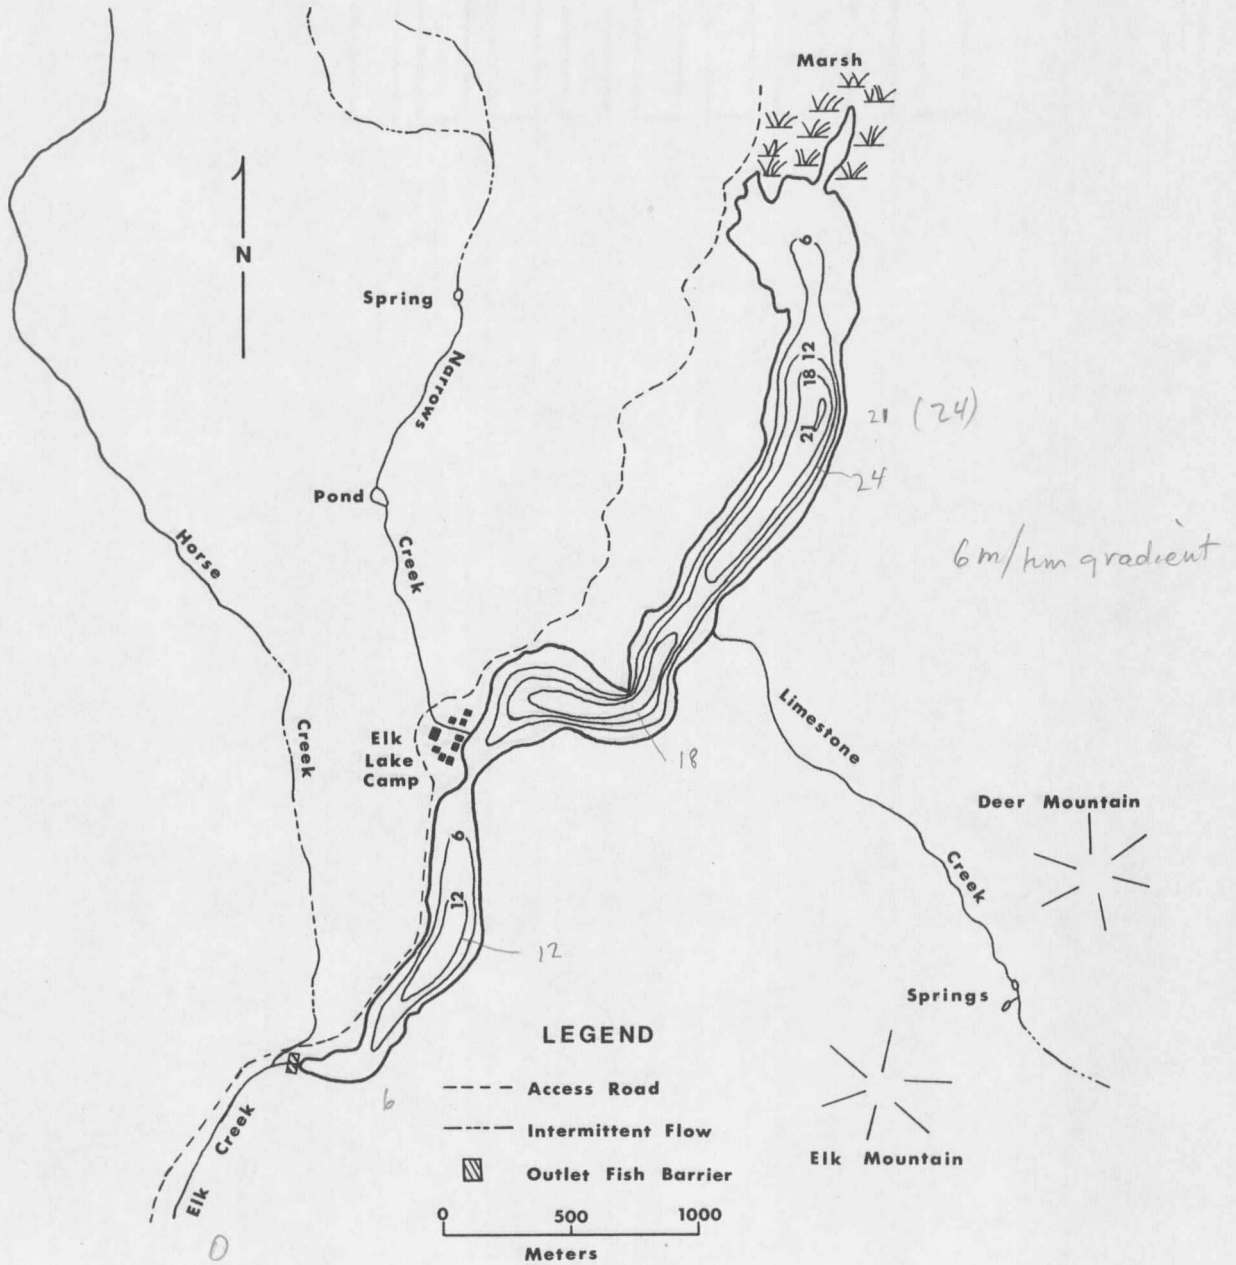 Marsh
N
Spring
6
Narrows
12
18
21
21 (24)
24
Pond
6m/km gradient
Horse
Creek
Creek
Elk
Lake
Camp
18
Limestone
Creek
Deer Mountain
6
12
12
Springs
LEGEND
Access Road
Intermittent Flow
Outlet Fish Barrier
6
Elk Mountain
Creek
Elk
0
500
1000
Meters
0